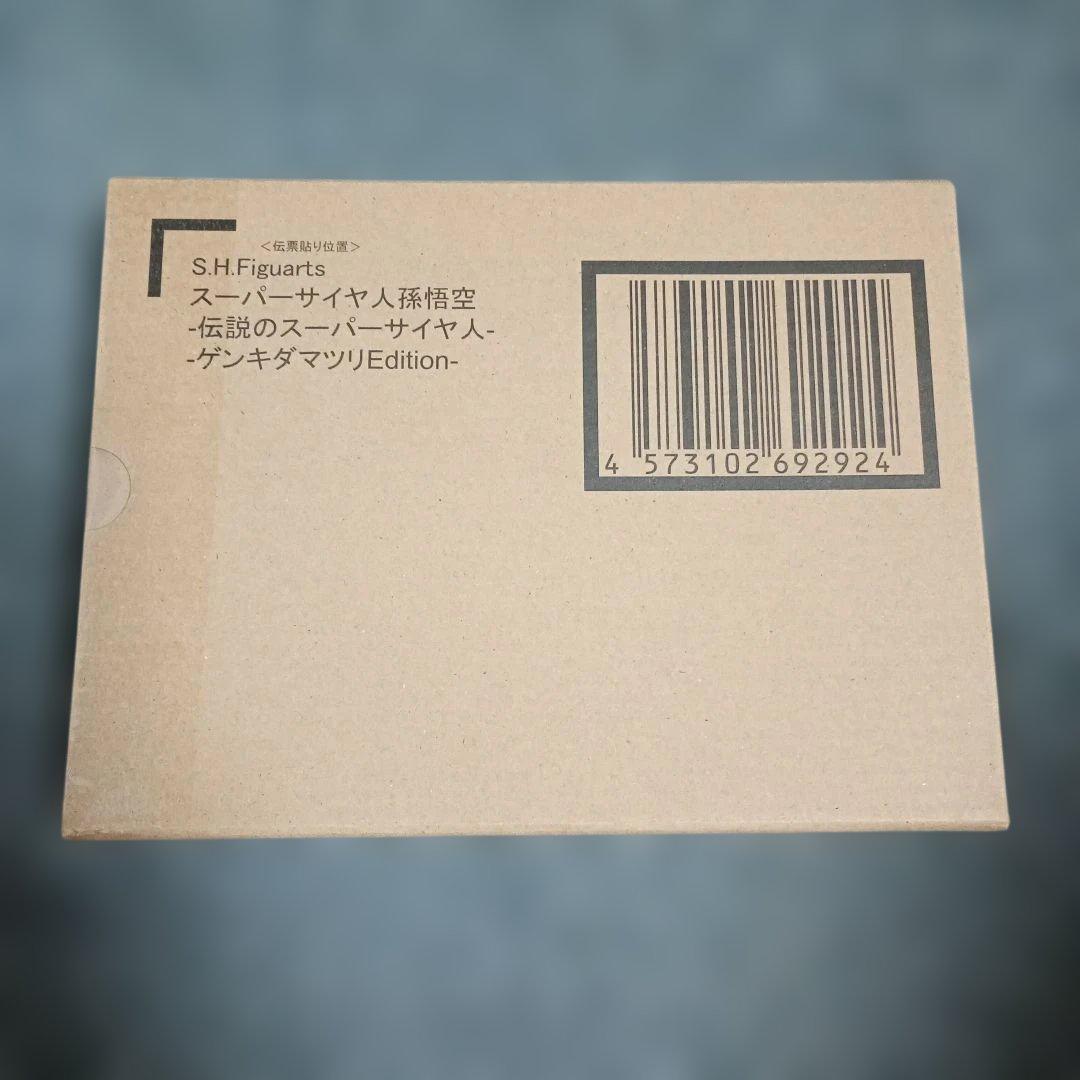 <伝票貼り位置>
S.H.Figuarts
スーパーサイヤ人孫悟空
-伝説のスーパーサイヤ人-
-ゲンキダマツリEdition-
4 573102 692924